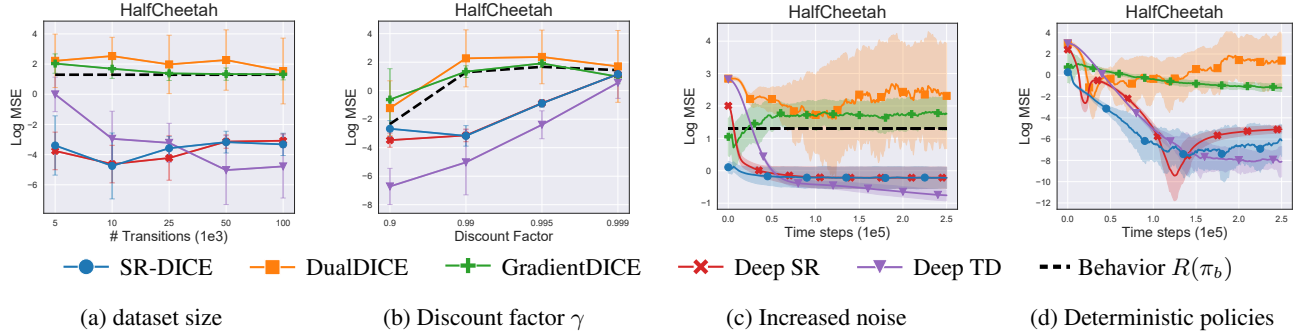 HalfCheetah
Log MSE
4
2
0
−2
−4
−6
5
10
25
50
100
# Transitions (1e3)
HalfCheetah
Log MSE
4
2
0
−2
−4
−6
−8
0.9
0.99
0.995
0.999
Discount Factor
HalfCheetah
Log MSE
4
3
2
1
0
−1
0.0
0.5
1.0
1.5
2.0
2.5
Time steps (1e5)
HalfCheetah
Log MSE
4
2
0
−2
−4
−6
−8
−10
−12
0.0
0.5
1.0
1.5
2.0
2.5
Time steps (1e5)
SR-DICE DualDICE GradientDICE Deep SR Deep TD Behavior R(π_b)
(a) dataset size
(b) Discount factor γ
(c) Increased noise
(d) Deterministic policies